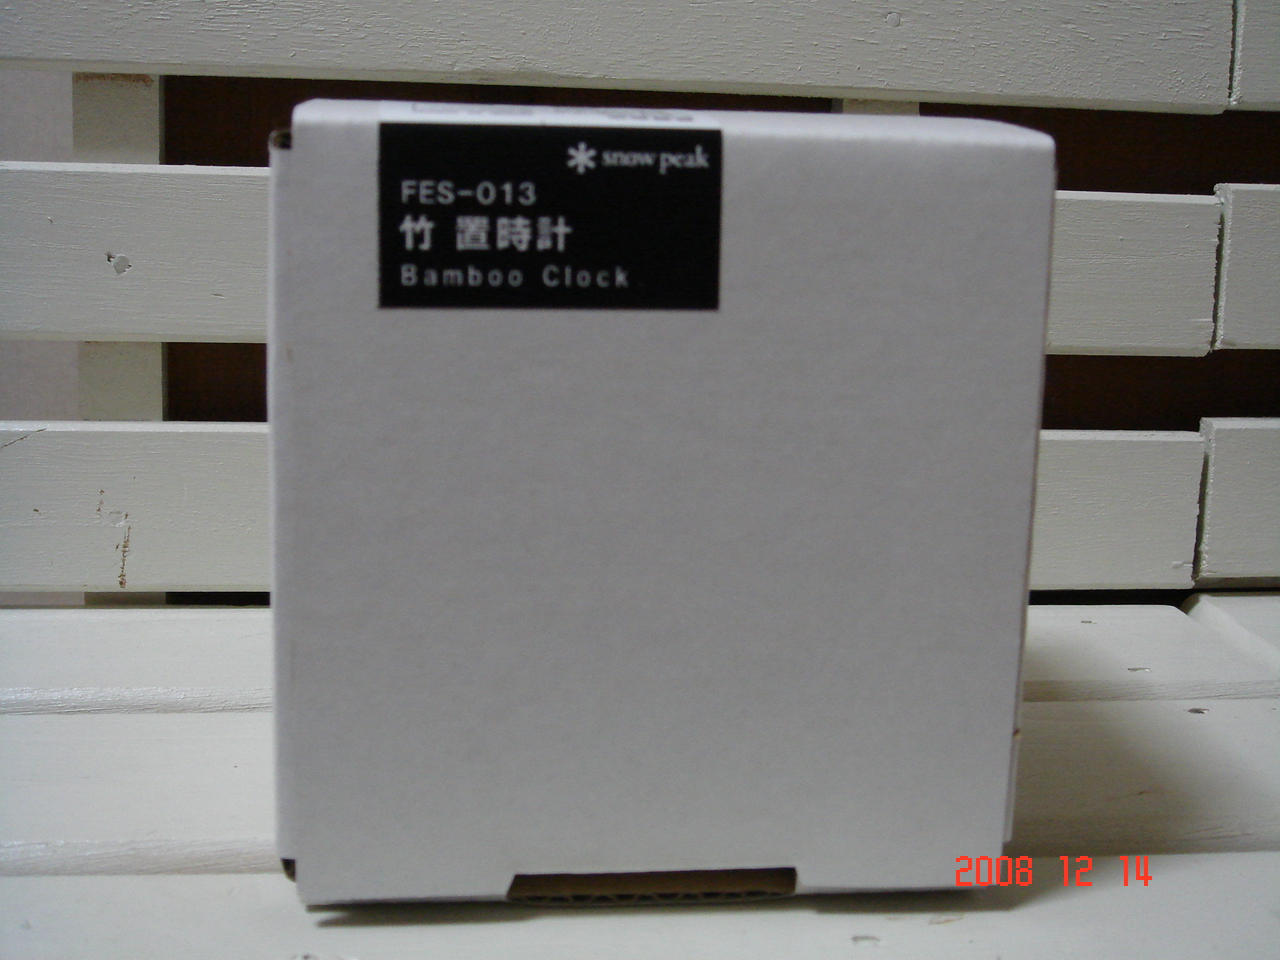 snow peak
FES-013
竹 置時計
Bamboo Clock
2008 12 14